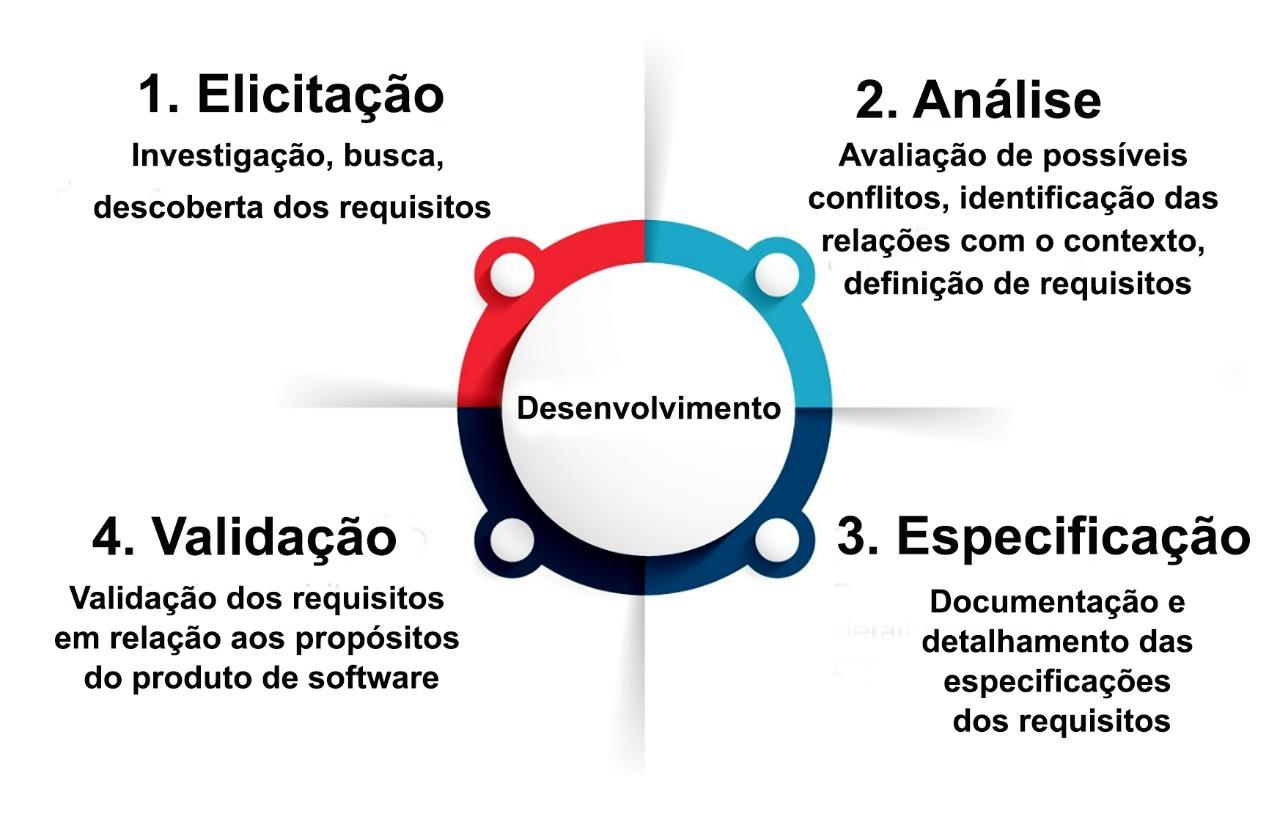 1. Elicitação
Investigação, busca,
descoberta dos requisitos
2. Análise
Avaliação de possíveis
conflitos, identificação das
relações com o contexto,
definição de requisitos
Desenvolvimento
4. Validação
Validação dos requisitos
em relação aos propósitos
do produto de software
3. Especificação
Documentação e
detalhamento das
especificações
dos requisitos